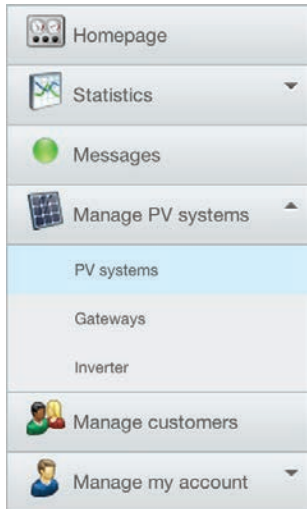 Homepage
Statistics
Messages
Manage PV systems
PV systems
Gateways
Inverter
Manage customers
Manage my account